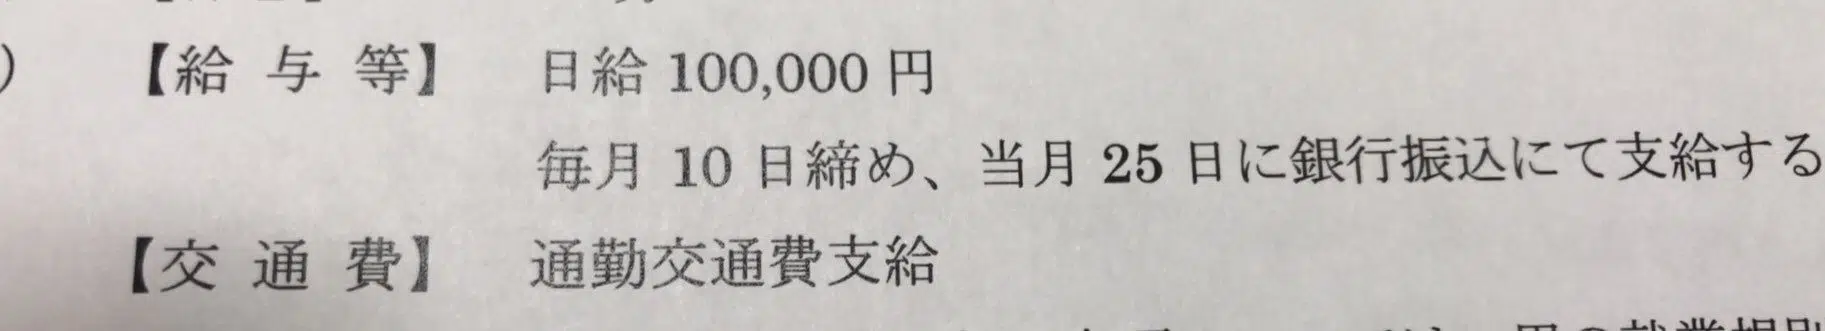 )
【給 与 等】 日給 100,000 円
毎月 10 日締め、当月 25 日に銀行振込にて支給する
【交 通 費】 通勤交通費支給